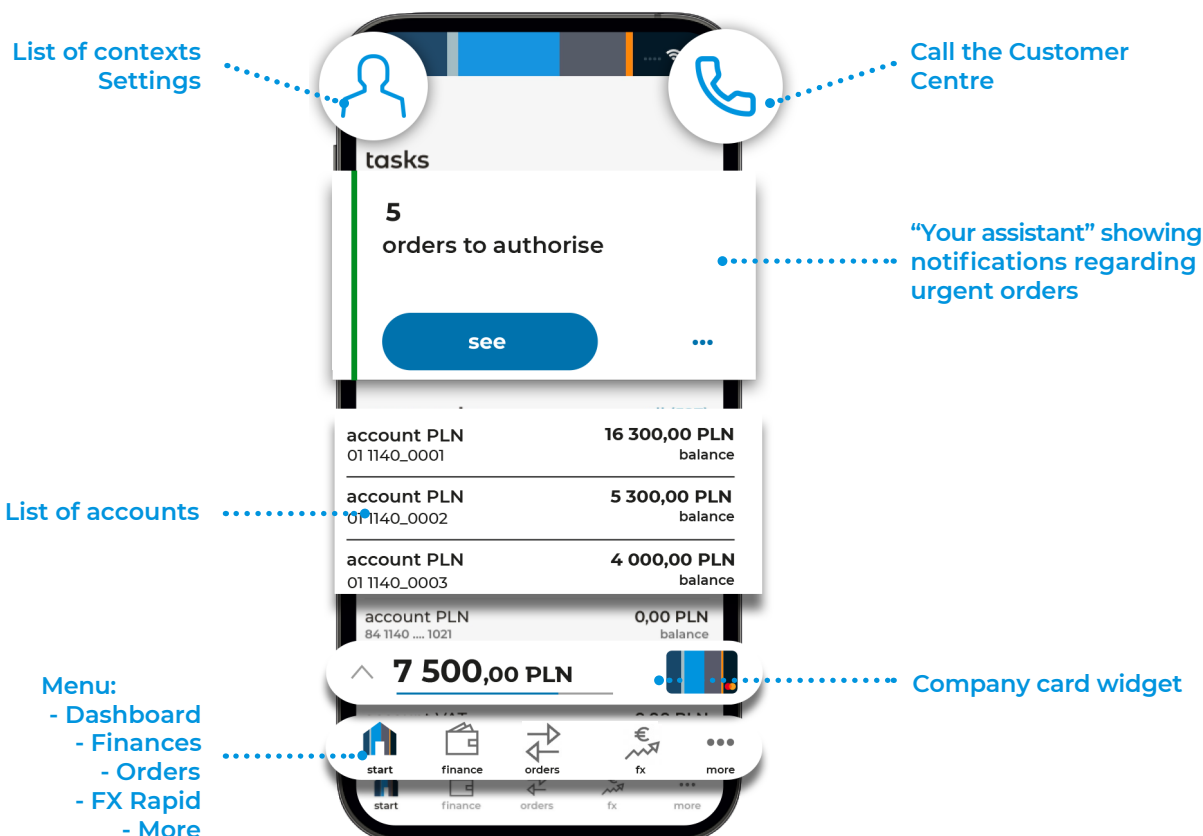 List of contexts
Settings
Call the Customer
Centre
tasks
5
orders to authorise
“Your assistant” showing
notifications regarding
urgent orders
see
account PLN 16 300,00 PLN
01 1140_0001 balance
account PLN 5 300,00 PLN
01 1140_0002 balance
List of accounts
account PLN 4 000,00 PLN
01 1140_0003 balance
account PLN 0,00 PLN
84 1140 .... 1021 balance
7 500,00 PLN
Company card widget
Menu:
- Dashboard
- Finances
- Orders
- FX Rapid
- More
start finance orders fx more
start finance orders fx more